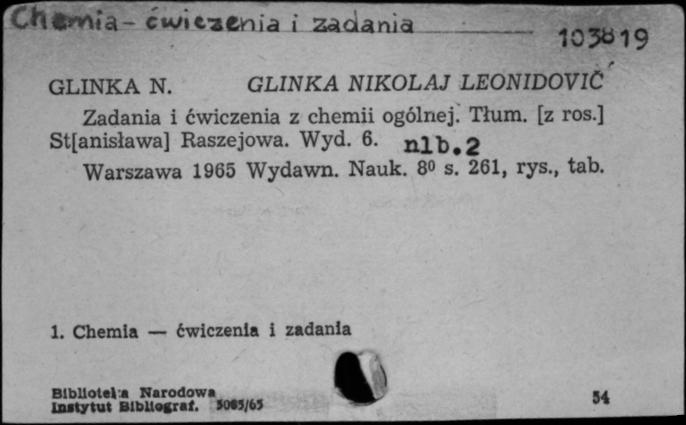 Chemia - ćwiczenia i zadania
103819
GLINKA N. GLINKA NIKOLAJ LEONIDOVIČ
Zadania i ćwiczenia z chemii ogólnej. Tłum. [z ros.]
St[anisława] Raszejowa. Wyd. 6. nlb.2
Warszawa 1965 Wydawn. Nauk. 8⁰ s. 261, rys., tab.
1. Chemia — ćwiczenia i zadania
Biblioteka Narodowa
Instytut Bibliograf. 5085/65
54